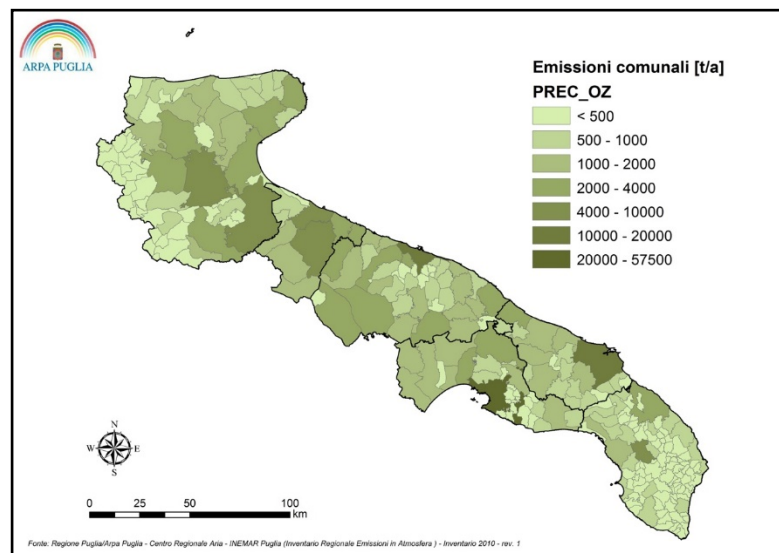 ARPA PUGLIA
Emissioni comunali [t/a]
PREC_OZ
< 500
500 - 1000
1000 - 2000
2000 - 4000
4000 - 10000
10000 - 20000
20000 - 57500
N
W E
S
0 25 50 100
km
Fonte: Regione Puglia/Arpa Puglia - Centro Regionale Aria - INEMAR Puglia (Inventario Regionale Emissioni in Atmosfera ) - Inventario 2010 - rev. 1